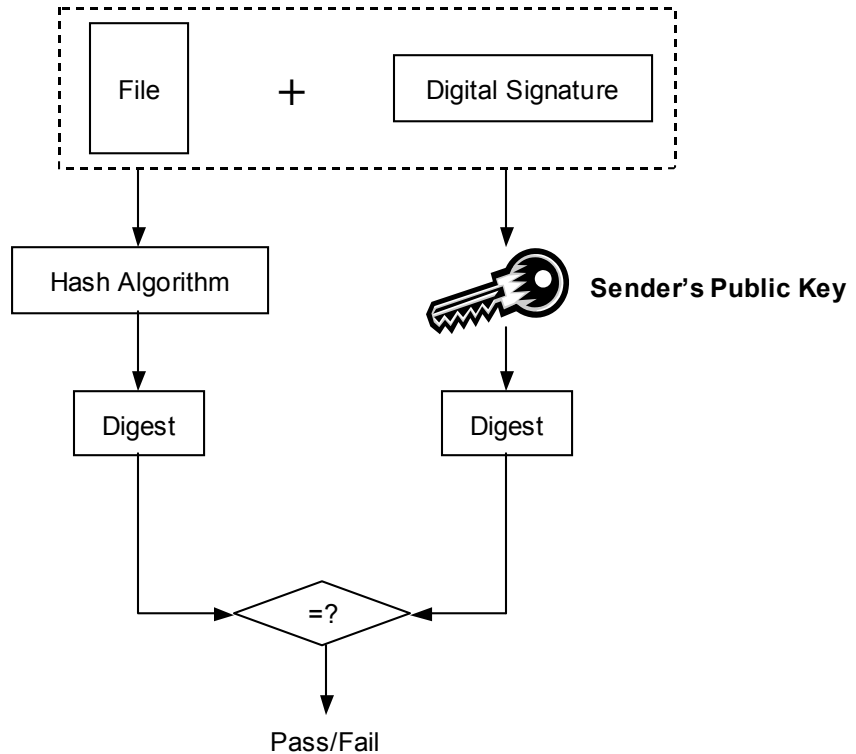 File
+
Digital Signature
Hash Algorithm
Sender's Public Key
Digest
Digest
=?
Pass/Fail